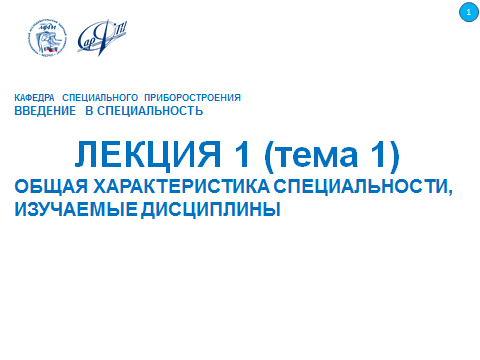 1
КАФЕДРА СПЕЦИАЛЬНОГО ПРИБОРОСТРОЕНИЯ
ВВЕДЕНИЕ В СПЕЦИАЛЬНОСТЬ
ЛЕКЦИЯ 1 (тема 1)
ОБЩАЯ ХАРАКТЕРИСТИКА СПЕЦИАЛЬНОСТИ,
ИЗУЧАЕМЫЕ ДИСЦИПЛИНЫ